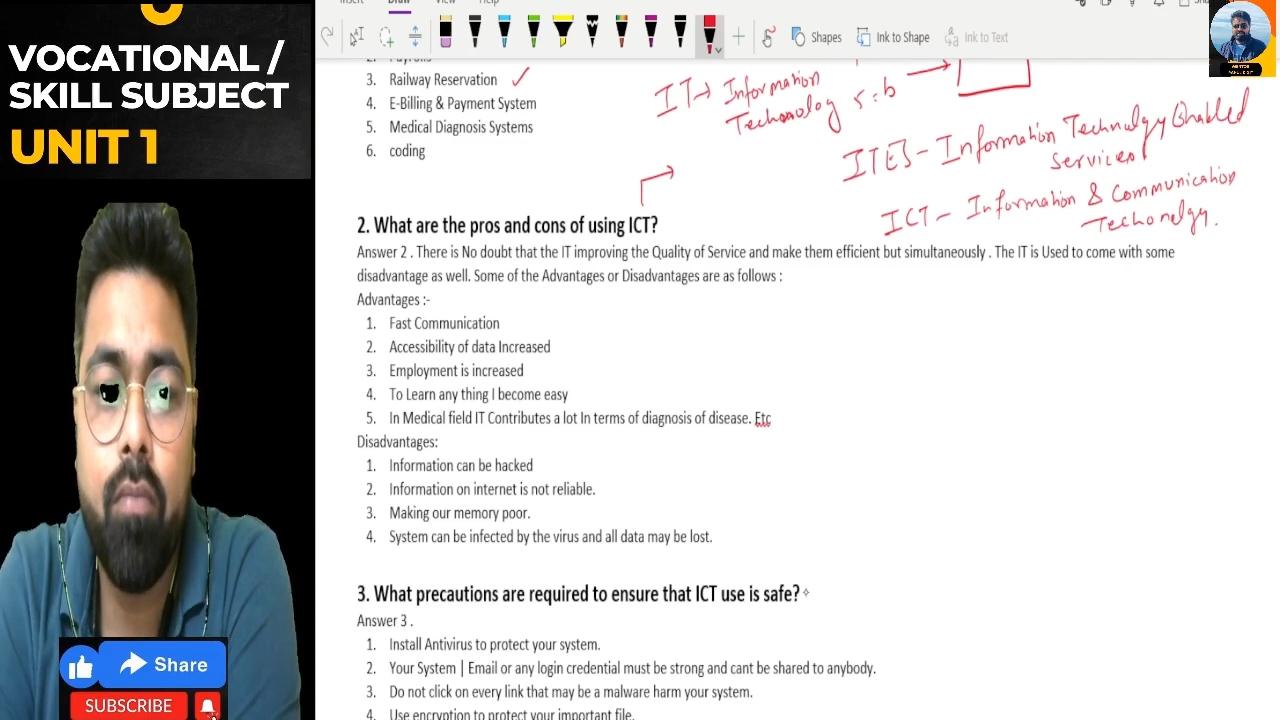 VOCATIONAL /
SKILL SUBJECT
UNIT 1
Insert Draw View Help
Shapes
Ink to Shape
Ink to Text
3. Railway Reservation
4. E-Billing & Payment System
5. Medical Diagnosis Systems
6. coding
IT → Information
Techonolog
ITES - Information Technolgy Enabled
Services
ICT - Information & Communication
Techonelgy.
2. What are the pros and cons of using ICT?
Answer 2 . There is No doubt that the IT improving the Quality of Service and make them efficient but simultaneously . The IT is Used to come with some
disadvantage as well. Some of the Advantages or Disadvantages are as follows :
Advantages :-
1. Fast Communication
2. Accessibility of data Increased
3. Employment is increased
4. To Learn any thing I become easy
5. In Medical field IT Contributes a lot In terms of diagnosis of disease. Etc
Disadvantages:
1. Information can be hacked
2. Information on internet is not reliable.
3. Making our memory poor.
4. System can be infected by the virus and all data may be lost.
3. What precautions are required to ensure that ICT use is safe?
Answer 3 .
1. Install Antivirus to protect your system.
2. Your System | Email or any login credential must be strong and cant be shared to anybody.
3. Do not click on every link that may be a malware harm your system.
4. Use encryption to protect your important file.
Share
SUBSCRIBE